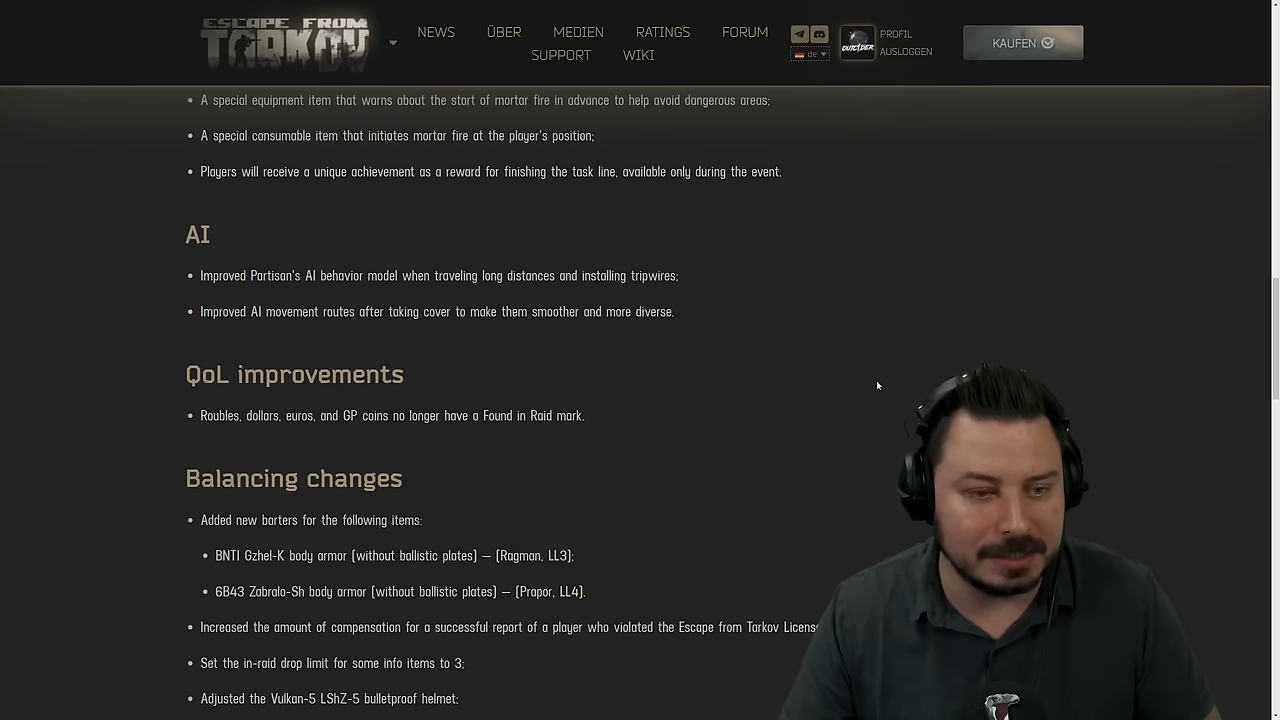 ESCAPE FROM
TARKOV
NEWS ÜBER MEDIEN RATINGS FORUM
SUPPORT WIKI
de
OUTCIDER
PROFIL
AUSLOGGEN
KAUFEN
• A special equipment item that warns about the start of mortar fire in advance to help avoid dangerous areas;
• A special consumable item that initiates mortar fire at the player's position;
• Players will receive a unique achievement as a reward for finishing the task line, available only during the event.
AI
• Improved Partisan's AI behavior model when traveling long distances and installing tripwires;
• Improved AI movement routes after taking cover to make them smoother and more diverse.
QoL improvements
• Roubles, dollars, euros, and GP coins no longer have a Found in Raid mark.
Balancing changes
• Added new barters for the following items:
• BNTI Gzhel-K body armor (without ballistic plates) — (Ragman, LL3);
• 6B43 Zabralo-Sh body armor (without ballistic plates) — (Prapor, LL4).
• Increased the amount of compensation for a successful report of a player who violated the Escape from Tarkov License
• Set the in-raid drop limit for some info items to 3;
• Adjusted the Vulkan-5 LShZ-5 bulletproof helmet: